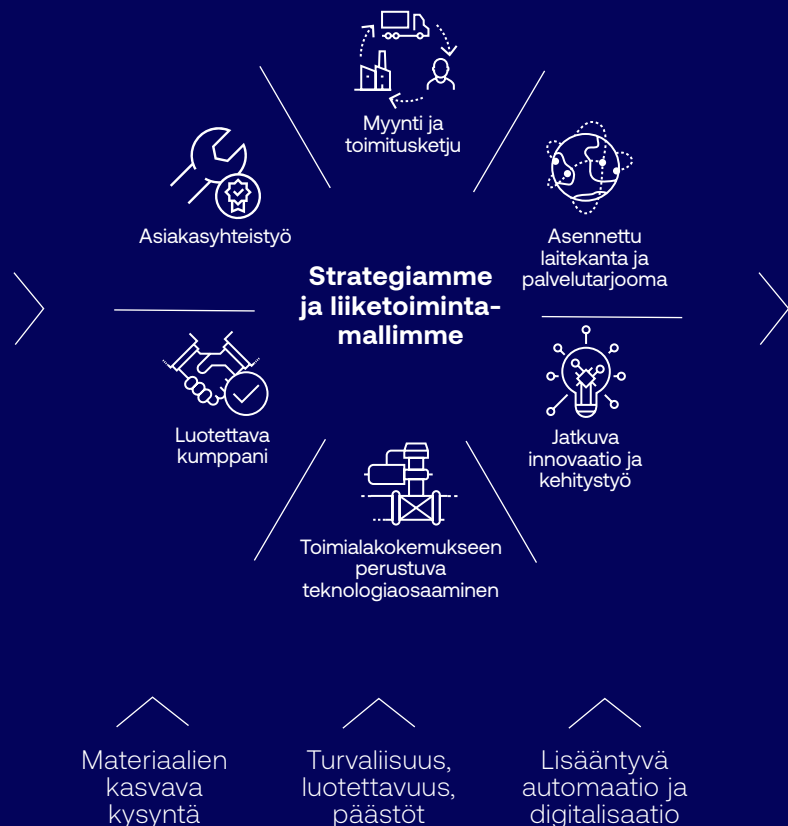 Myynti ja
toimitusketju
Asiakasyhteistyö
Asennettu
laitekanta ja
palvelutarjooma
Strategiamme
ja liiketoiminta-
mallimme
Luotettava
kumppani
Jatkuva
innovaatio ja
kehitystyö
Toimialakokemukseen
perustuva
teknologiaosaaminen
Materiaalien
kasvava
kysyntä
Turvaliisuus,
luotettavuus,
päästöt
Lisääntyvä
automaatio ja
digitalisaatio